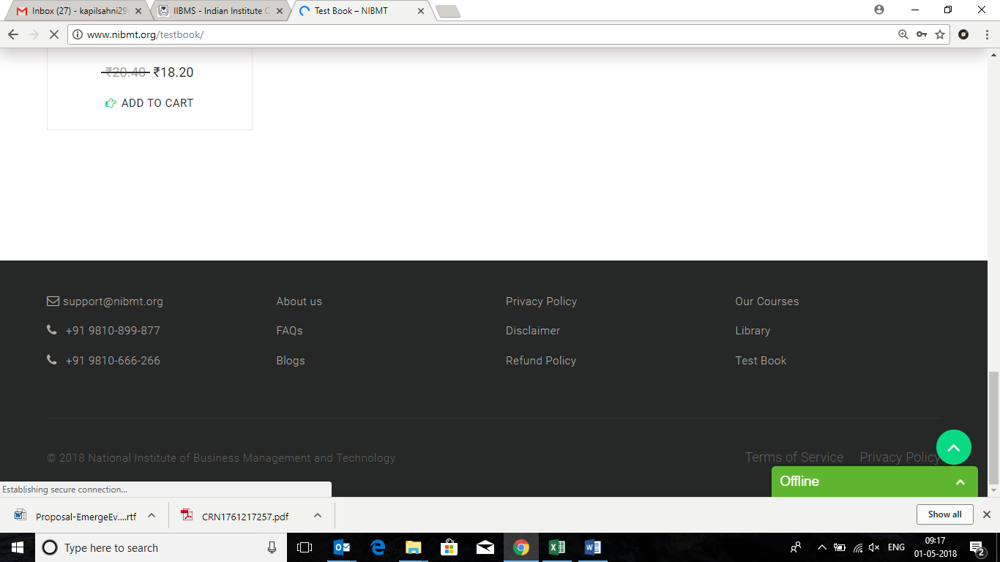 Inbox (27) - kapilsahni29
IIBMS - Indian Institute
Test Book – NIBMT
www.nibmt.org/testbook/
₹20.40 ₹18.20
ADD TO CART
support@nibmt.org
About us
Privacy Policy
Our Courses
+91 9810-899-877
FAQs
Disclaimer
Library
+91 9810-666-266
Blogs
Refund Policy
Test Book
© 2018 National Institute of Business Management and Technology
Terms of Service
Privacy Policy
Offline
Establishing secure connection...
Proposal-EmergeEv....rtf
CRN1761217257.pdf
Show all
Type here to search
ENG
09:17
01-05-2018
2